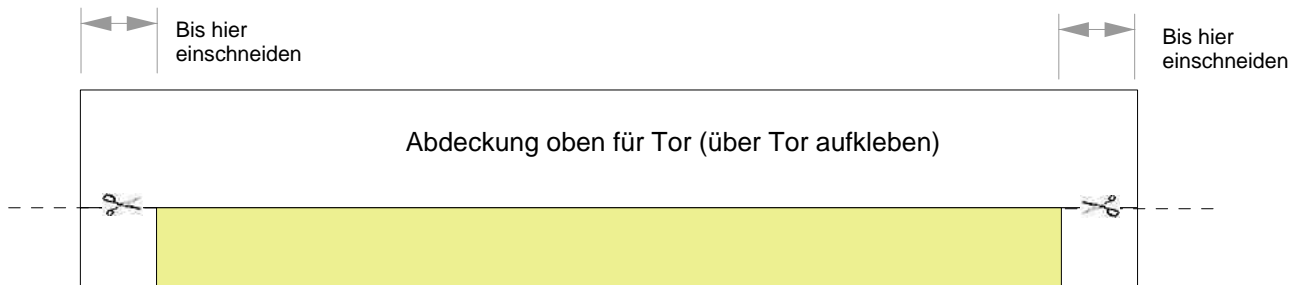 Bis hier
einschneiden
Bis hier
einschneiden
Abdeckung oben für Tor (über Tor aufkleben)